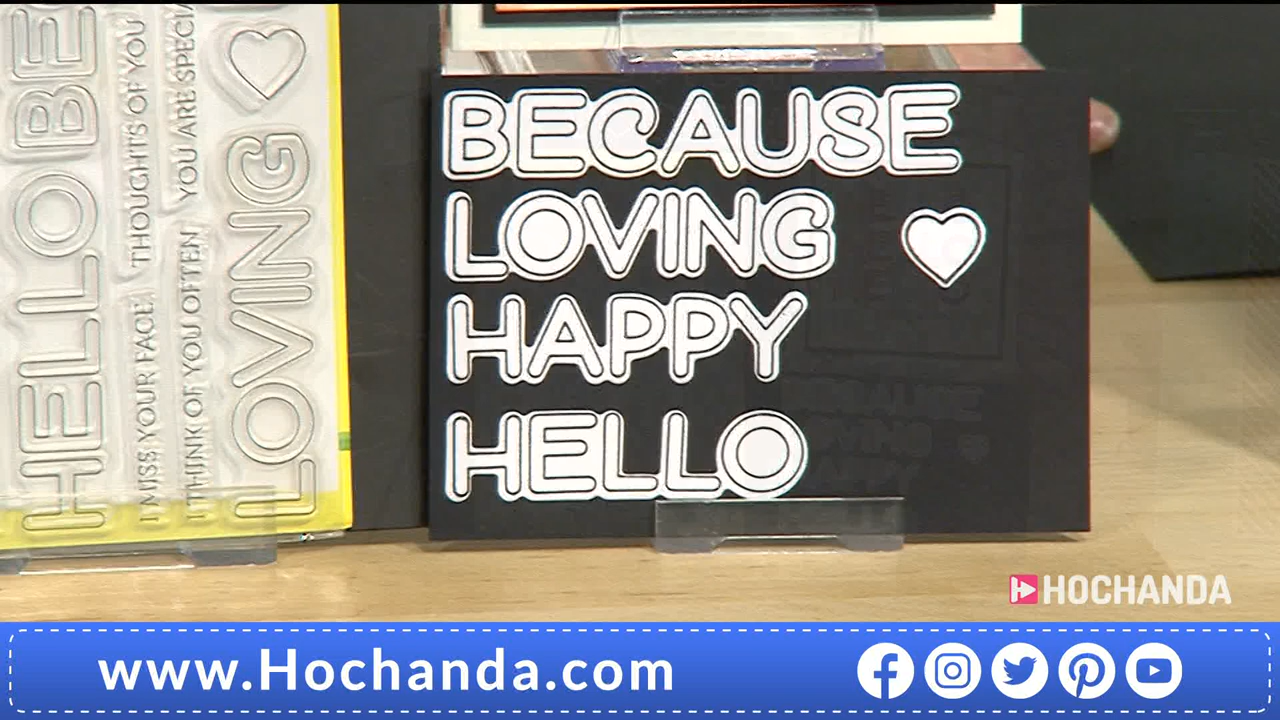 HELLO BE
I MISS YOUR FACE THOUGHTS OF YOU
I THINK OF YOU OFTEN YOU ARE SPECIA
LOVING
BECAUSE
LOVING
HAPPY
HELLO
HOCHANDA
www.Hochanda.com